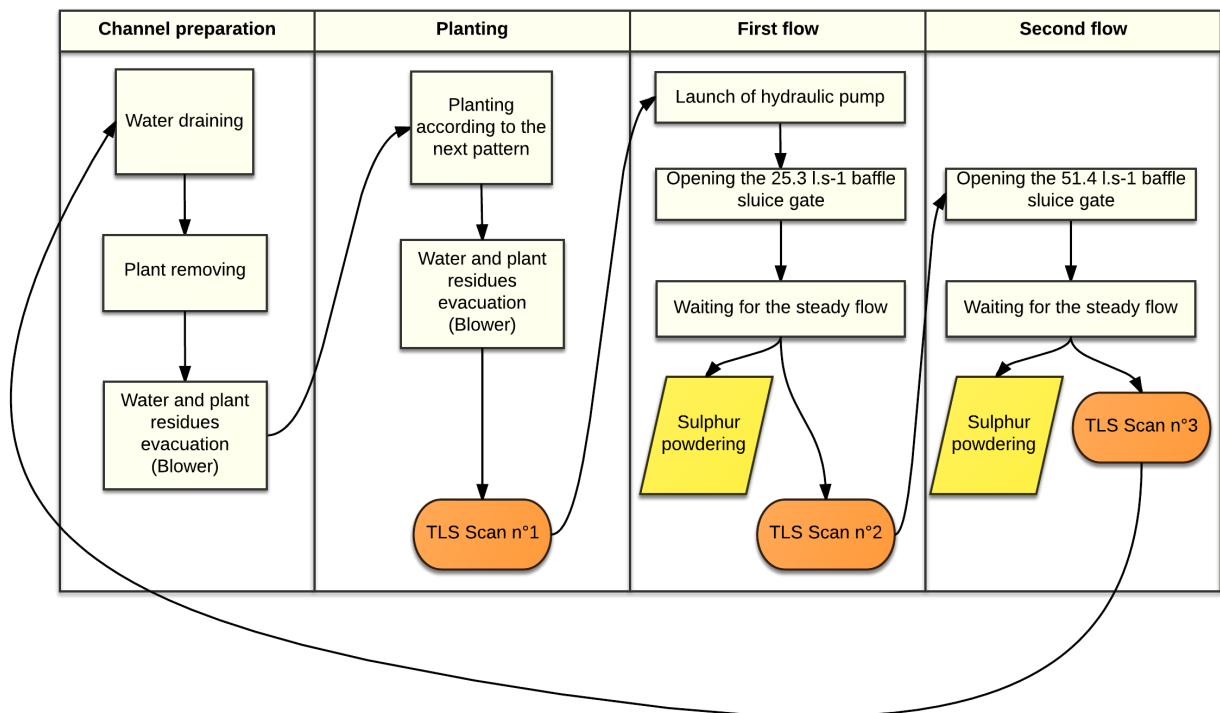 Channel preparation
Planting
First flow
Second flow
Water draining
Plant removing
Water and plant
residues
evacuation
(Blower)
Planting
according to the
next pattern
Water and plant
residues
evacuation
(Blower)
TLS Scan n°1
Launch of hydraulic pump
Opening the 25.3 l.s-1 baffle
sluice gate
Waiting for the steady flow
Sulphur
powdering
TLS Scan n°2
Opening the 51.4 l.s-1 baffle
sluice gate
Waiting for the steady flow
Sulphur
powdering
TLS Scan n°3